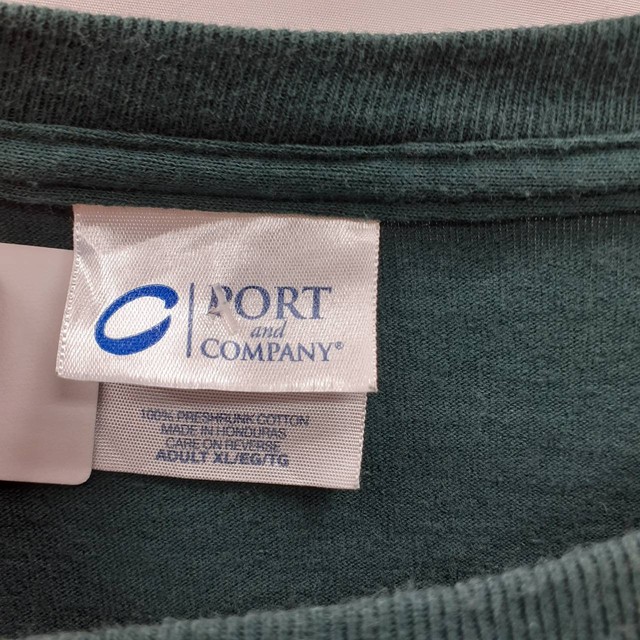 PORT
and
COMPANY®
100% PRESHRUNK COTTON
MADE IN HONDURAS
CARE ON REVERSE
ADULT XL/EG/TG